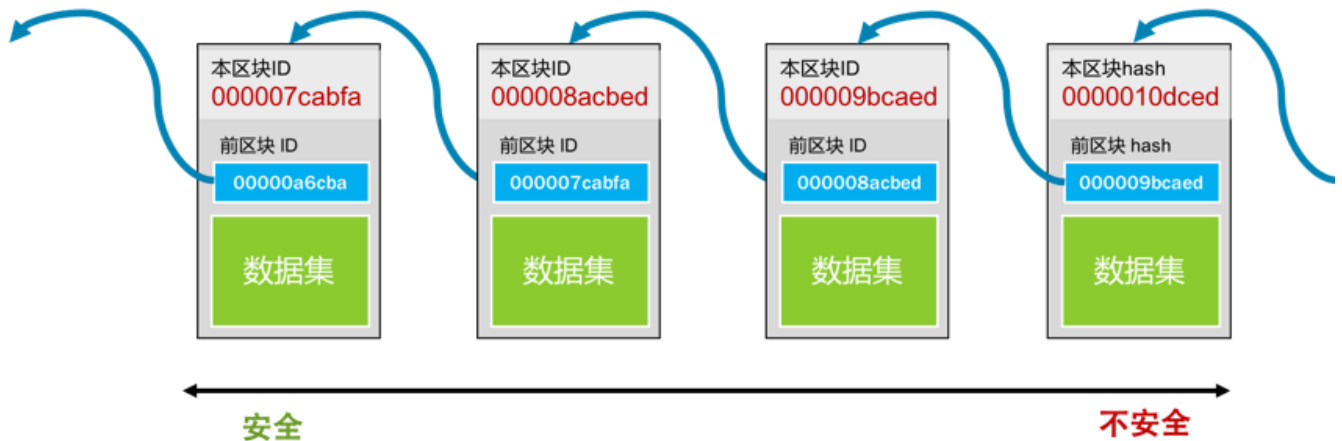 本区块ID
000007cabfa
前区块 ID
00000a6cba
数据集
本区块ID
000008acbed
前区块 ID
000007cabfa
数据集
本区块ID
000009bcaed
前区块 ID
000008acbed
数据集
本区块hash
0000010dced
前区块 hash
000009bcaed
数据集
安全
不安全